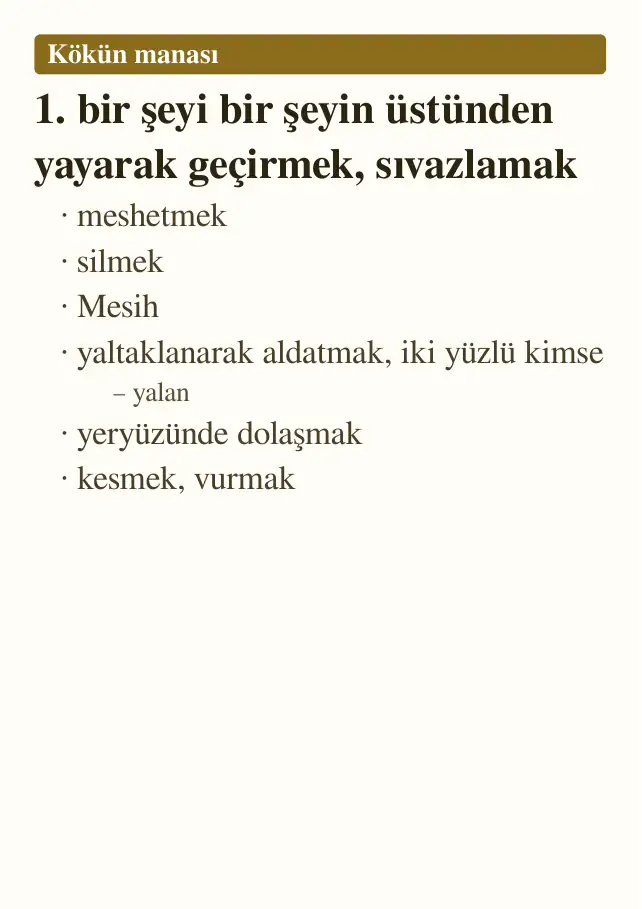 Kökün manası
1. bir şeyi bir şeyin üstünden
yayarak geçirmek, sıvazlamak
· meshetmek
· silmek
· Mesih
· yaltaklanarak aldatmak, iki yüzlü kimse
– yalan
· yeryüzünde dolaşmak
· kesmek, vurmak